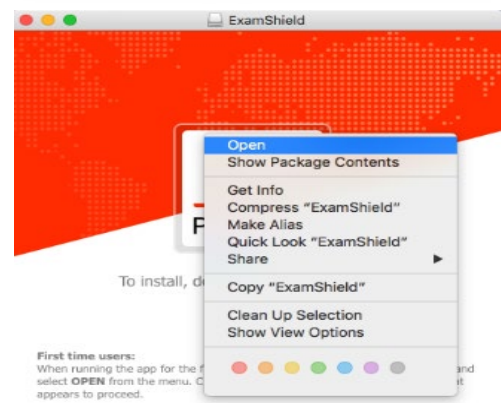 ExamShield
Open
Show Package Contents
Get Info
Compress "ExamShield"
Make Alias
Quick Look "ExamShield"
Share
Copy "ExamShield"
Clean Up Selection
Show View Options
P
To install, d
First time users:
When running the app for the f and
select OPEN from the menu. C t
appears to proceed.